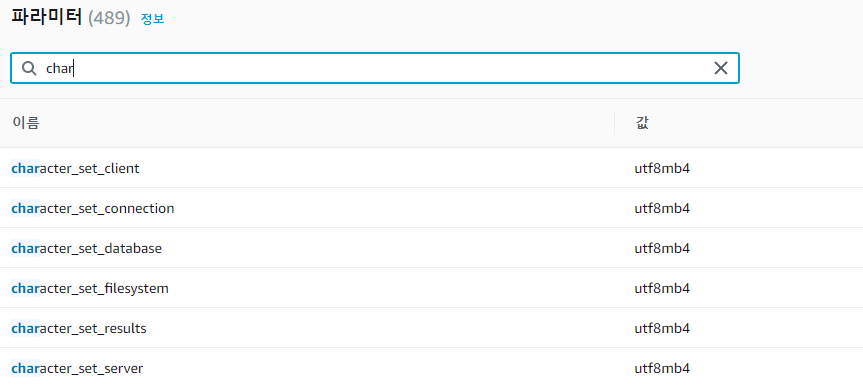 파라미터 (489) 정보
char
이름 값
character_set_client utf8mb4
character_set_connection utf8mb4
character_set_database utf8mb4
character_set_filesystem utf8mb4
character_set_results utf8mb4
character_set_server utf8mb4